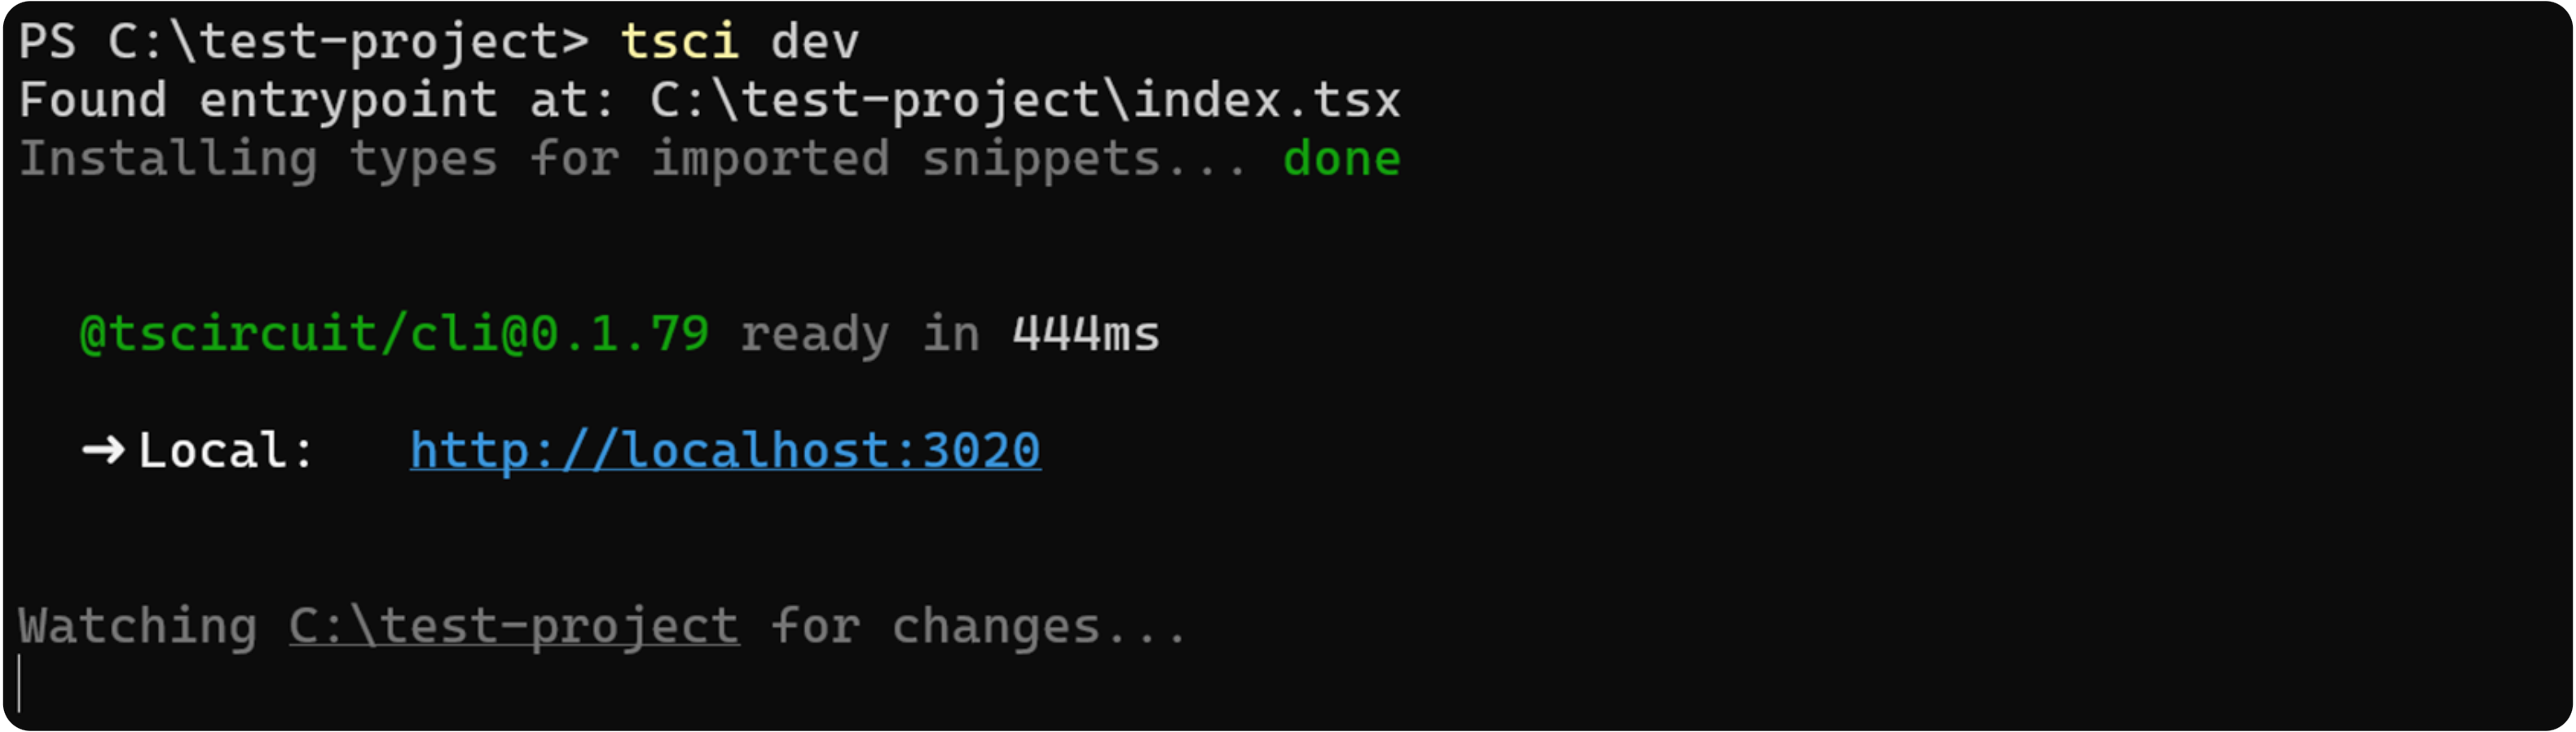 PS C:\test-project> tsci dev
Found entrypoint at: C:\test-project\index.tsx
Installing types for imported snippets... done
@tscircuit/cli@0.1.79 ready in 444ms
➜ Local: http://localhost:3020
Watching C:\test-project for changes...